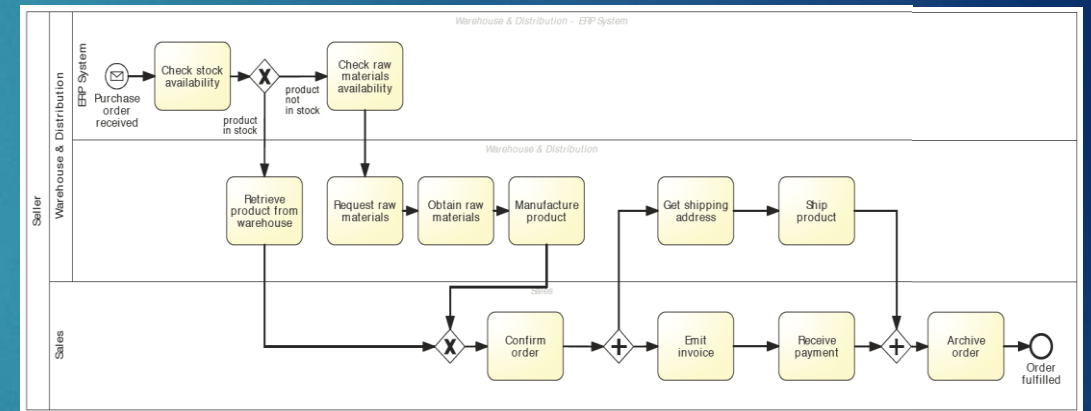 Warehouse & Distribution - ERP System
Seller
Warehouse & Distribution
ERP System
Purchase
order
received
Check stock
availability
product
in stock
product
not
in stock
Check raw
materials
availability
Warehouse & Distribution
Retrieve
product from
warehouse
Request raw
materials
Obtain raw
materials
Manufacture
product
Get shipping
address
Ship
product
Sales
Sales
Confirm
order
Emit
invoice
Receive
payment
Archive
order
Order
fulfilled